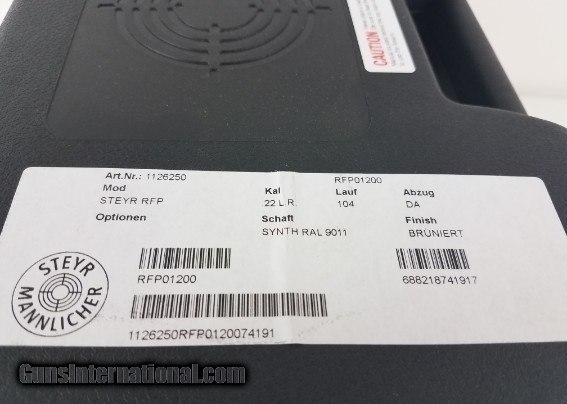 CAUTION
Art.Nr.: 1126250 RFP01200
Mod Kal Lauf Abzug
STEYR RFP 22 L.R. 104 DA
Optionen Schaft Finish
SYNTH RAL 9011 BRÜNIERT
RFP01200 688218741917
STEYR
MANNLICHER
1126250RFP0120074191
GunsInternational.com